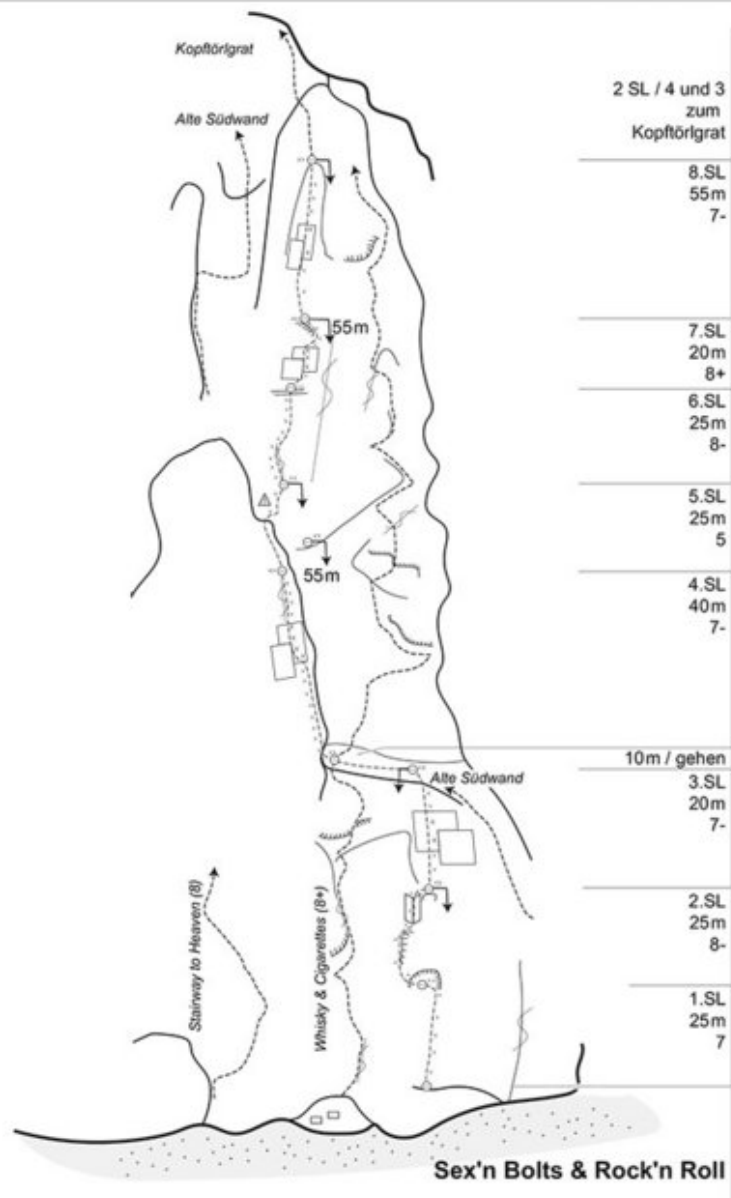 Kopftörlgrat
2 SL / 4 und 3
zum
Kopftörlgrat
Alte Südwand
8.SL
55m
7-
55m
7.SL
20m
8+
6.SL
25m
8-
5.SL
25m
5
55m
4.SL
40m
7-
10m / gehen
Alte Südwand
3.SL
20m
7-
Stairway to Heaven (8)
Whisky & Cigarettes (8+)
2.SL
25m
8-
1.SL
25m
7
Sex'n Bolts & Rock'n Roll